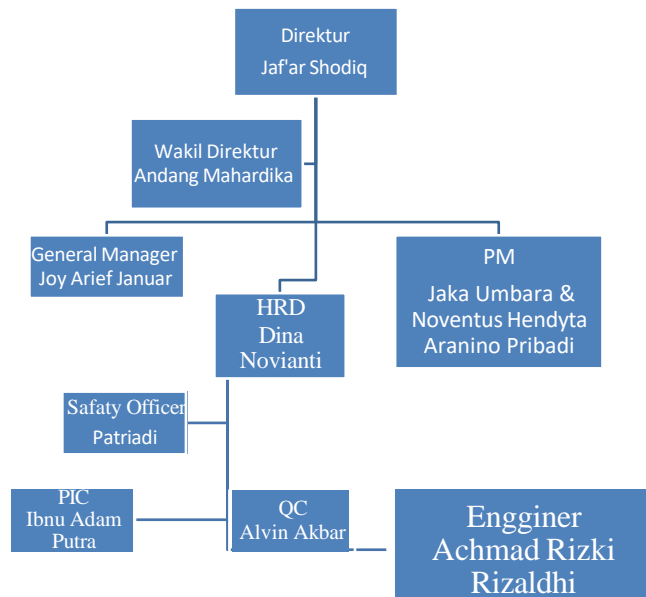 Direktur
Jaf'ar Shodiq
Wakil Direktur
Andang Mahardika
General Manager
Joy Arief Januar
HRD
Dina
Novianti
PM
Jaka Umbara &
Noventus Hendyta
Aranino Pribadi
Safaty Officer
Patriadi
PIC
Ibnu Adam
Putra
QC
Alvin Akbar
Engginer
Achmad Rizki
Rizaldhi